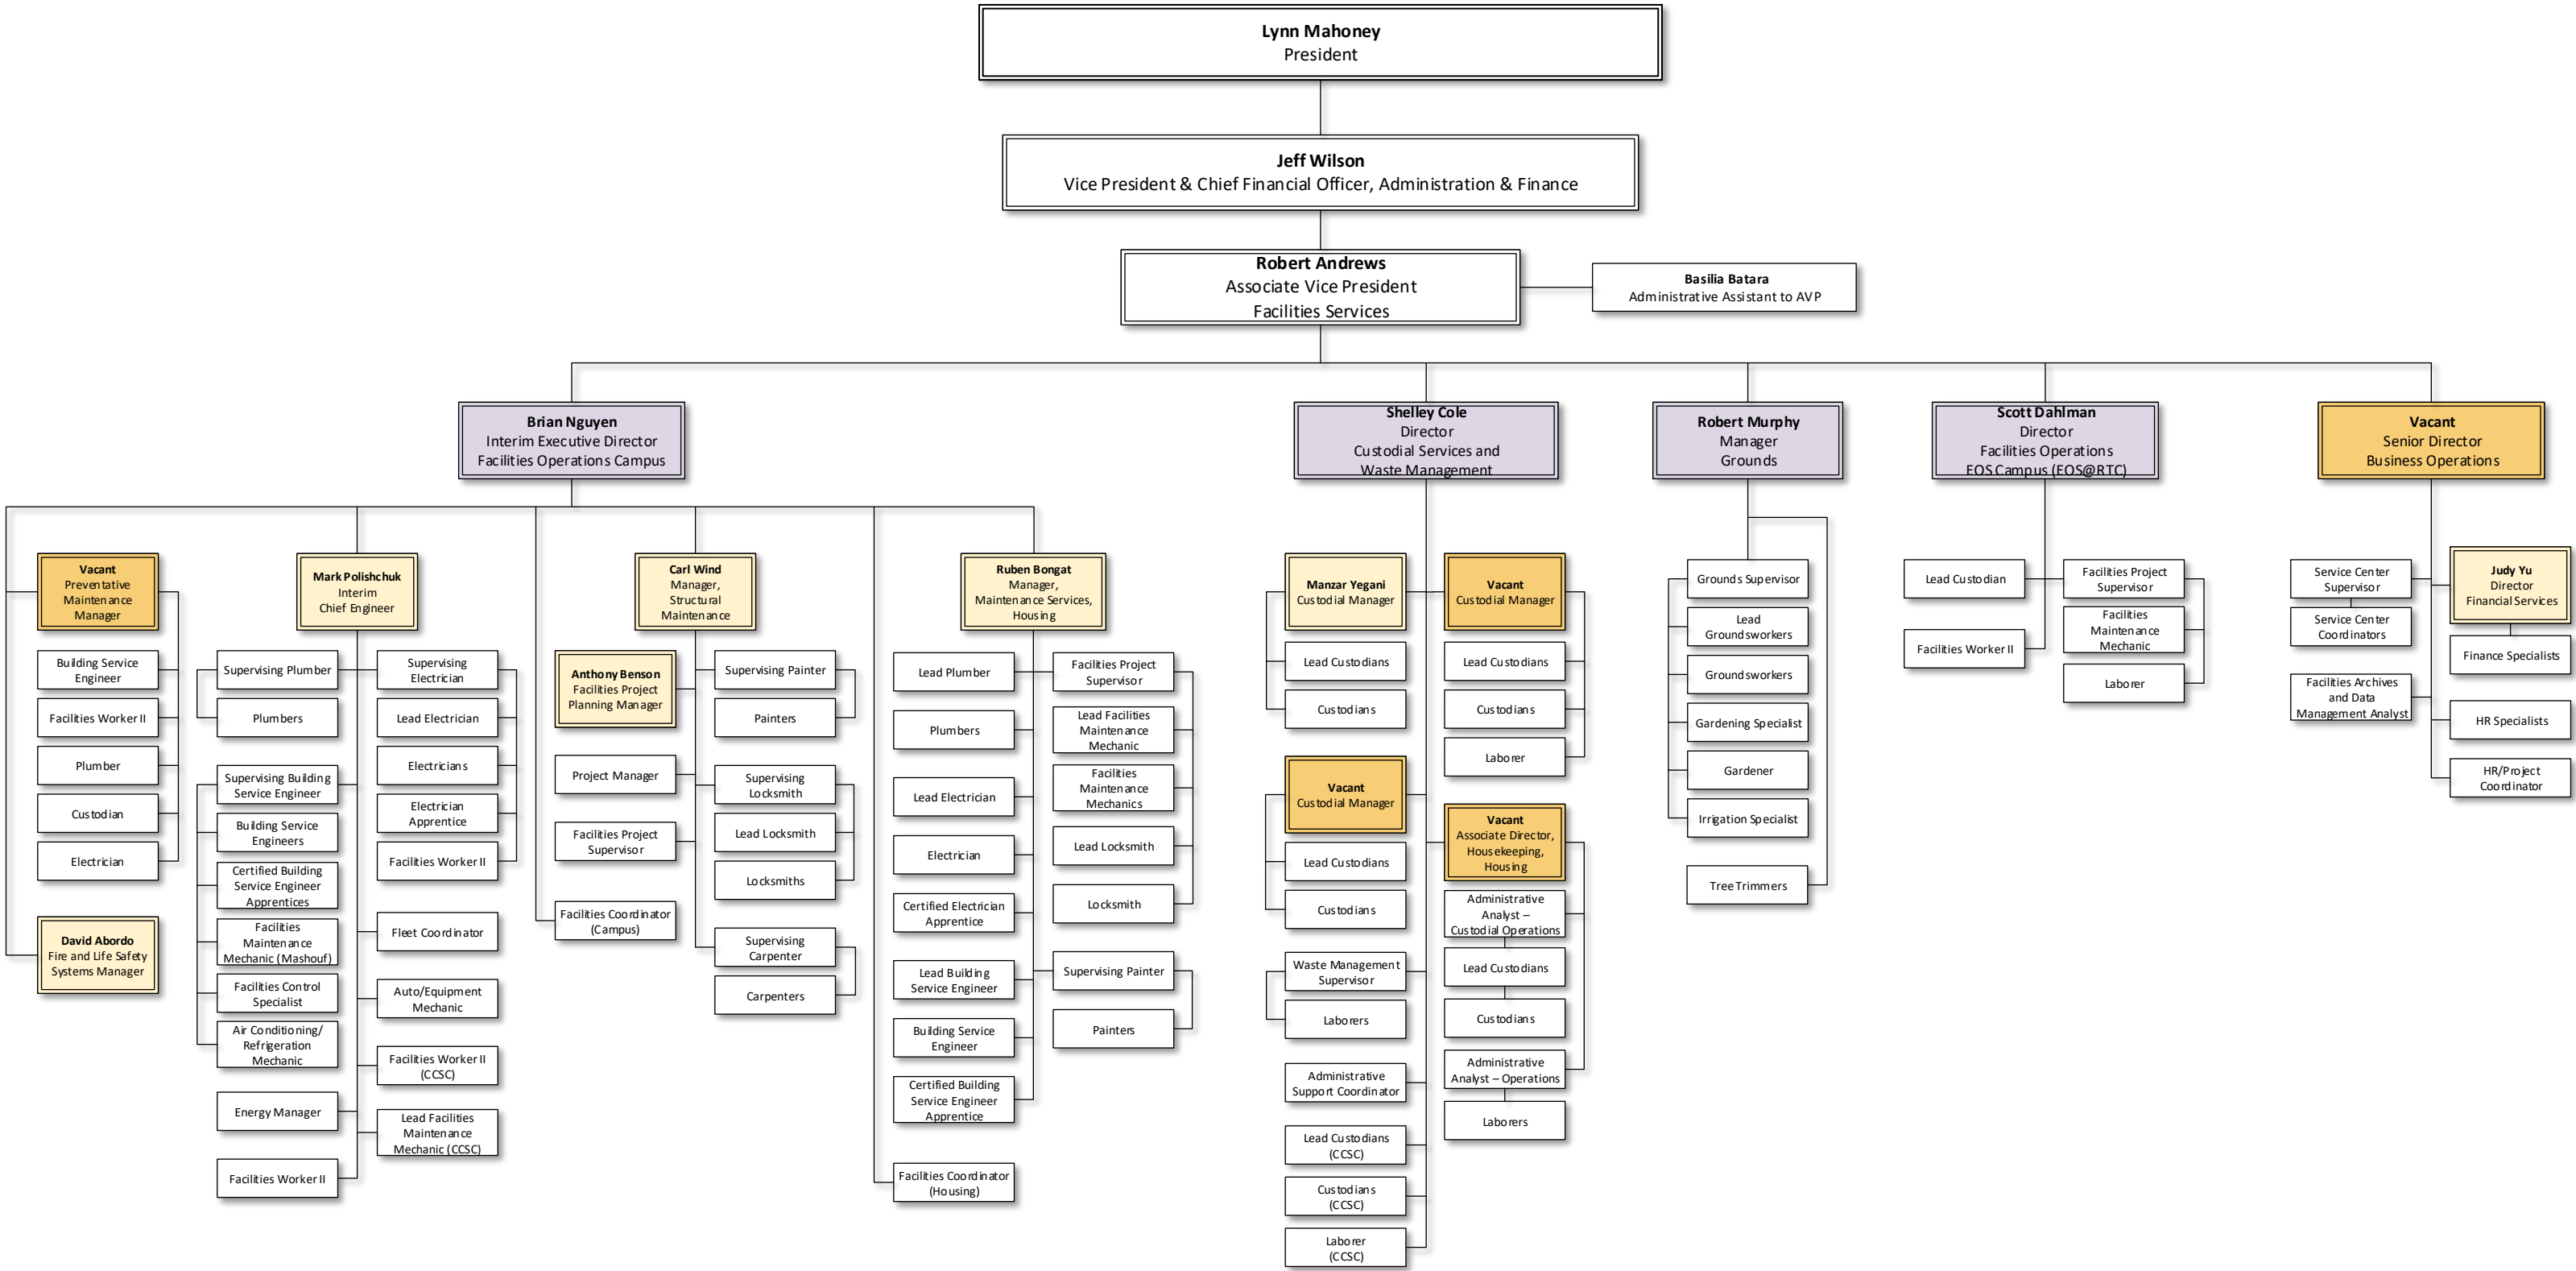 Lynn Mahoney
President
Jeff Wilson
Vice President & Chief Financial Officer, Administration & Finance
Robert Andrews
Associate Vice President
Facilities Services
Basilia Batara
Administrative Assistant to AVP
Brian Nguyen
Interim Executive Director
Facilities Operations Campus
Shelley Cole
Director
Custodial Services and
Waste Management
Robert Murphy
Manager
Grounds
Scott Dahlman
Director
Facilities Operations
EOS Campus (EOS@RTC)
Vacant
Senior Director
Business Operations
Vacant
Preventative
Maintenance
Manager
Building Service
Engineer
Facilities Worker II
Plumber
Custodian
Electrician
David Abordo
Fire and Life Safety
Systems Manager
Mark Polishchuk
Interim
Chief Engineer
Supervising Plumber
Plumbers
Supervising Building
Service Engineer
Building Service
Engineers
Certified Building
Service Engineer
Apprentices
Facilities
Maintenance
Mechanic (Mashouf)
Facilities Control
Specialist
Air Conditioning/
Refrigeration
Mechanic
Energy Manager
Facilities Worker II
Supervising
Electrician
Lead Electrician
Electricians
Electrician
Apprentice
Facilities Worker II
Fleet Coordinator
Auto/Equipment
Mechanic
Facilities Worker II
(CCSC)
Lead Facilities
Maintenance
Mechanic (CCSC)
Carl Wind
Manager,
Structural
Maintenance
Anthony Benson
Facilities Project
Planning Manager
Project Manager
Facilities Project
Supervisor
Facilities Coordinator
(Campus)
Supervising Painter
Painters
Supervising
Locksmith
Lead Locksmith
Locksmiths
Supervising
Carpenter
Carpenters
Ruben Bongat
Manager,
Maintenance Services,
Housing
Lead Plumber
Plumbers
Lead Electrician
Electrician
Certified Electrician
Apprentice
Lead Building
Service Engineer
Building Service
Engineer
Certified Building
Service Engineer
Apprentice
Facilities Coordinator
(Housing)
Facilities Project
Supervisor
Lead Facilities
Maintenance
Mechanic
Facilities
Maintenance
Mechanics
Lead Locksmith
Locksmith
Supervising Painter
Painters
Manzar Yegani
Custodial Manager
Lead Custodians
Custodians
Vacant
Custodial Manager
Lead Custodians
Custodians
Waste Management
Supervisor
Laborers
Administrative
Support Coordinator
Lead Custodians
(CCSC)
Custodians
(CCSC)
Laborer
(CCSC)
Vacant
Custodial Manager
Lead Custodians
Custodians
Laborer
Vacant
Associate Director,
Housekeeping,
Housing
Administrative
Analyst –
Custodial Operations
Lead Custodians
Custodians
Administrative
Analyst – Operations
Laborers
Grounds Supervisor
Lead
Groundsworkers
Groundsworkers
Gardening Specialist
Gardener
Irrigation Specialist
Tree Trimmers
Lead Custodian
Facilities Worker II
Facilities Project
Supervisor
Facilities
Maintenance
Mechanic
Laborer
Service Center
Supervisor
Service Center
Coordinators
Facilities Archives
and Data
Management Analyst
Judy Yu
Director
Financial Services
Finance Specialists
HR Specialists
HR/Project
Coordinator